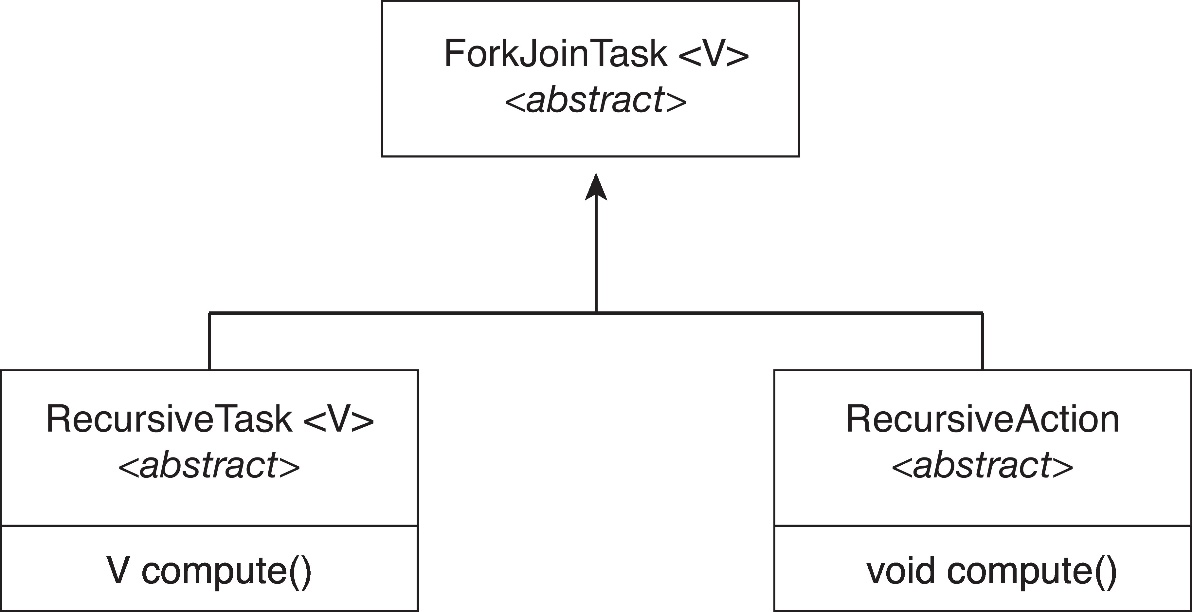 ForkJoinTask <V>
<abstract>
RecursiveTask <V>
<abstract>
V compute()
RecursiveAction
<abstract>
void compute()